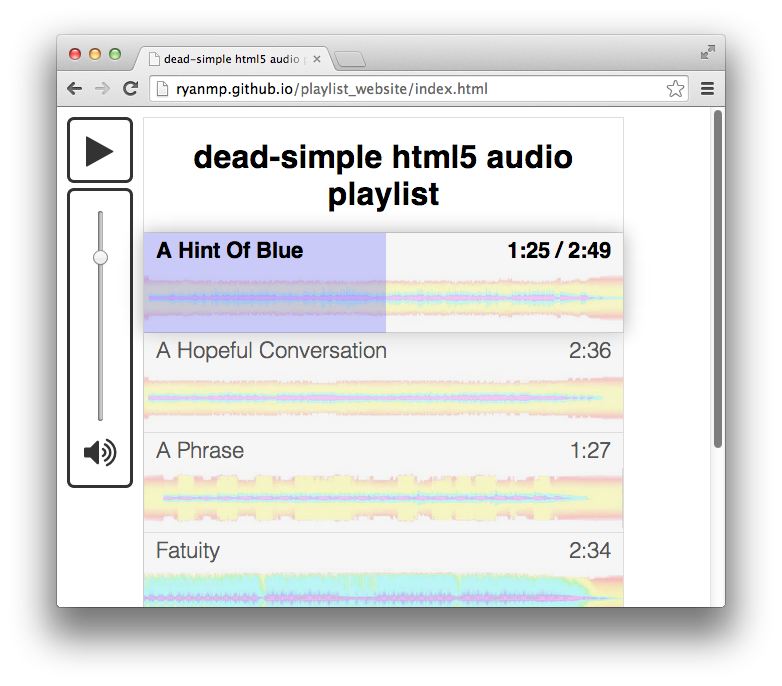 dead-simple html5 audio
ryanmp.github.io/playlist_website/index.html
dead-simple html5 audio
playlist
A Hint Of Blue 1:25 / 2:49
A Hopeful Conversation 2:36
A Phrase 1:27
Fatuity 2:34